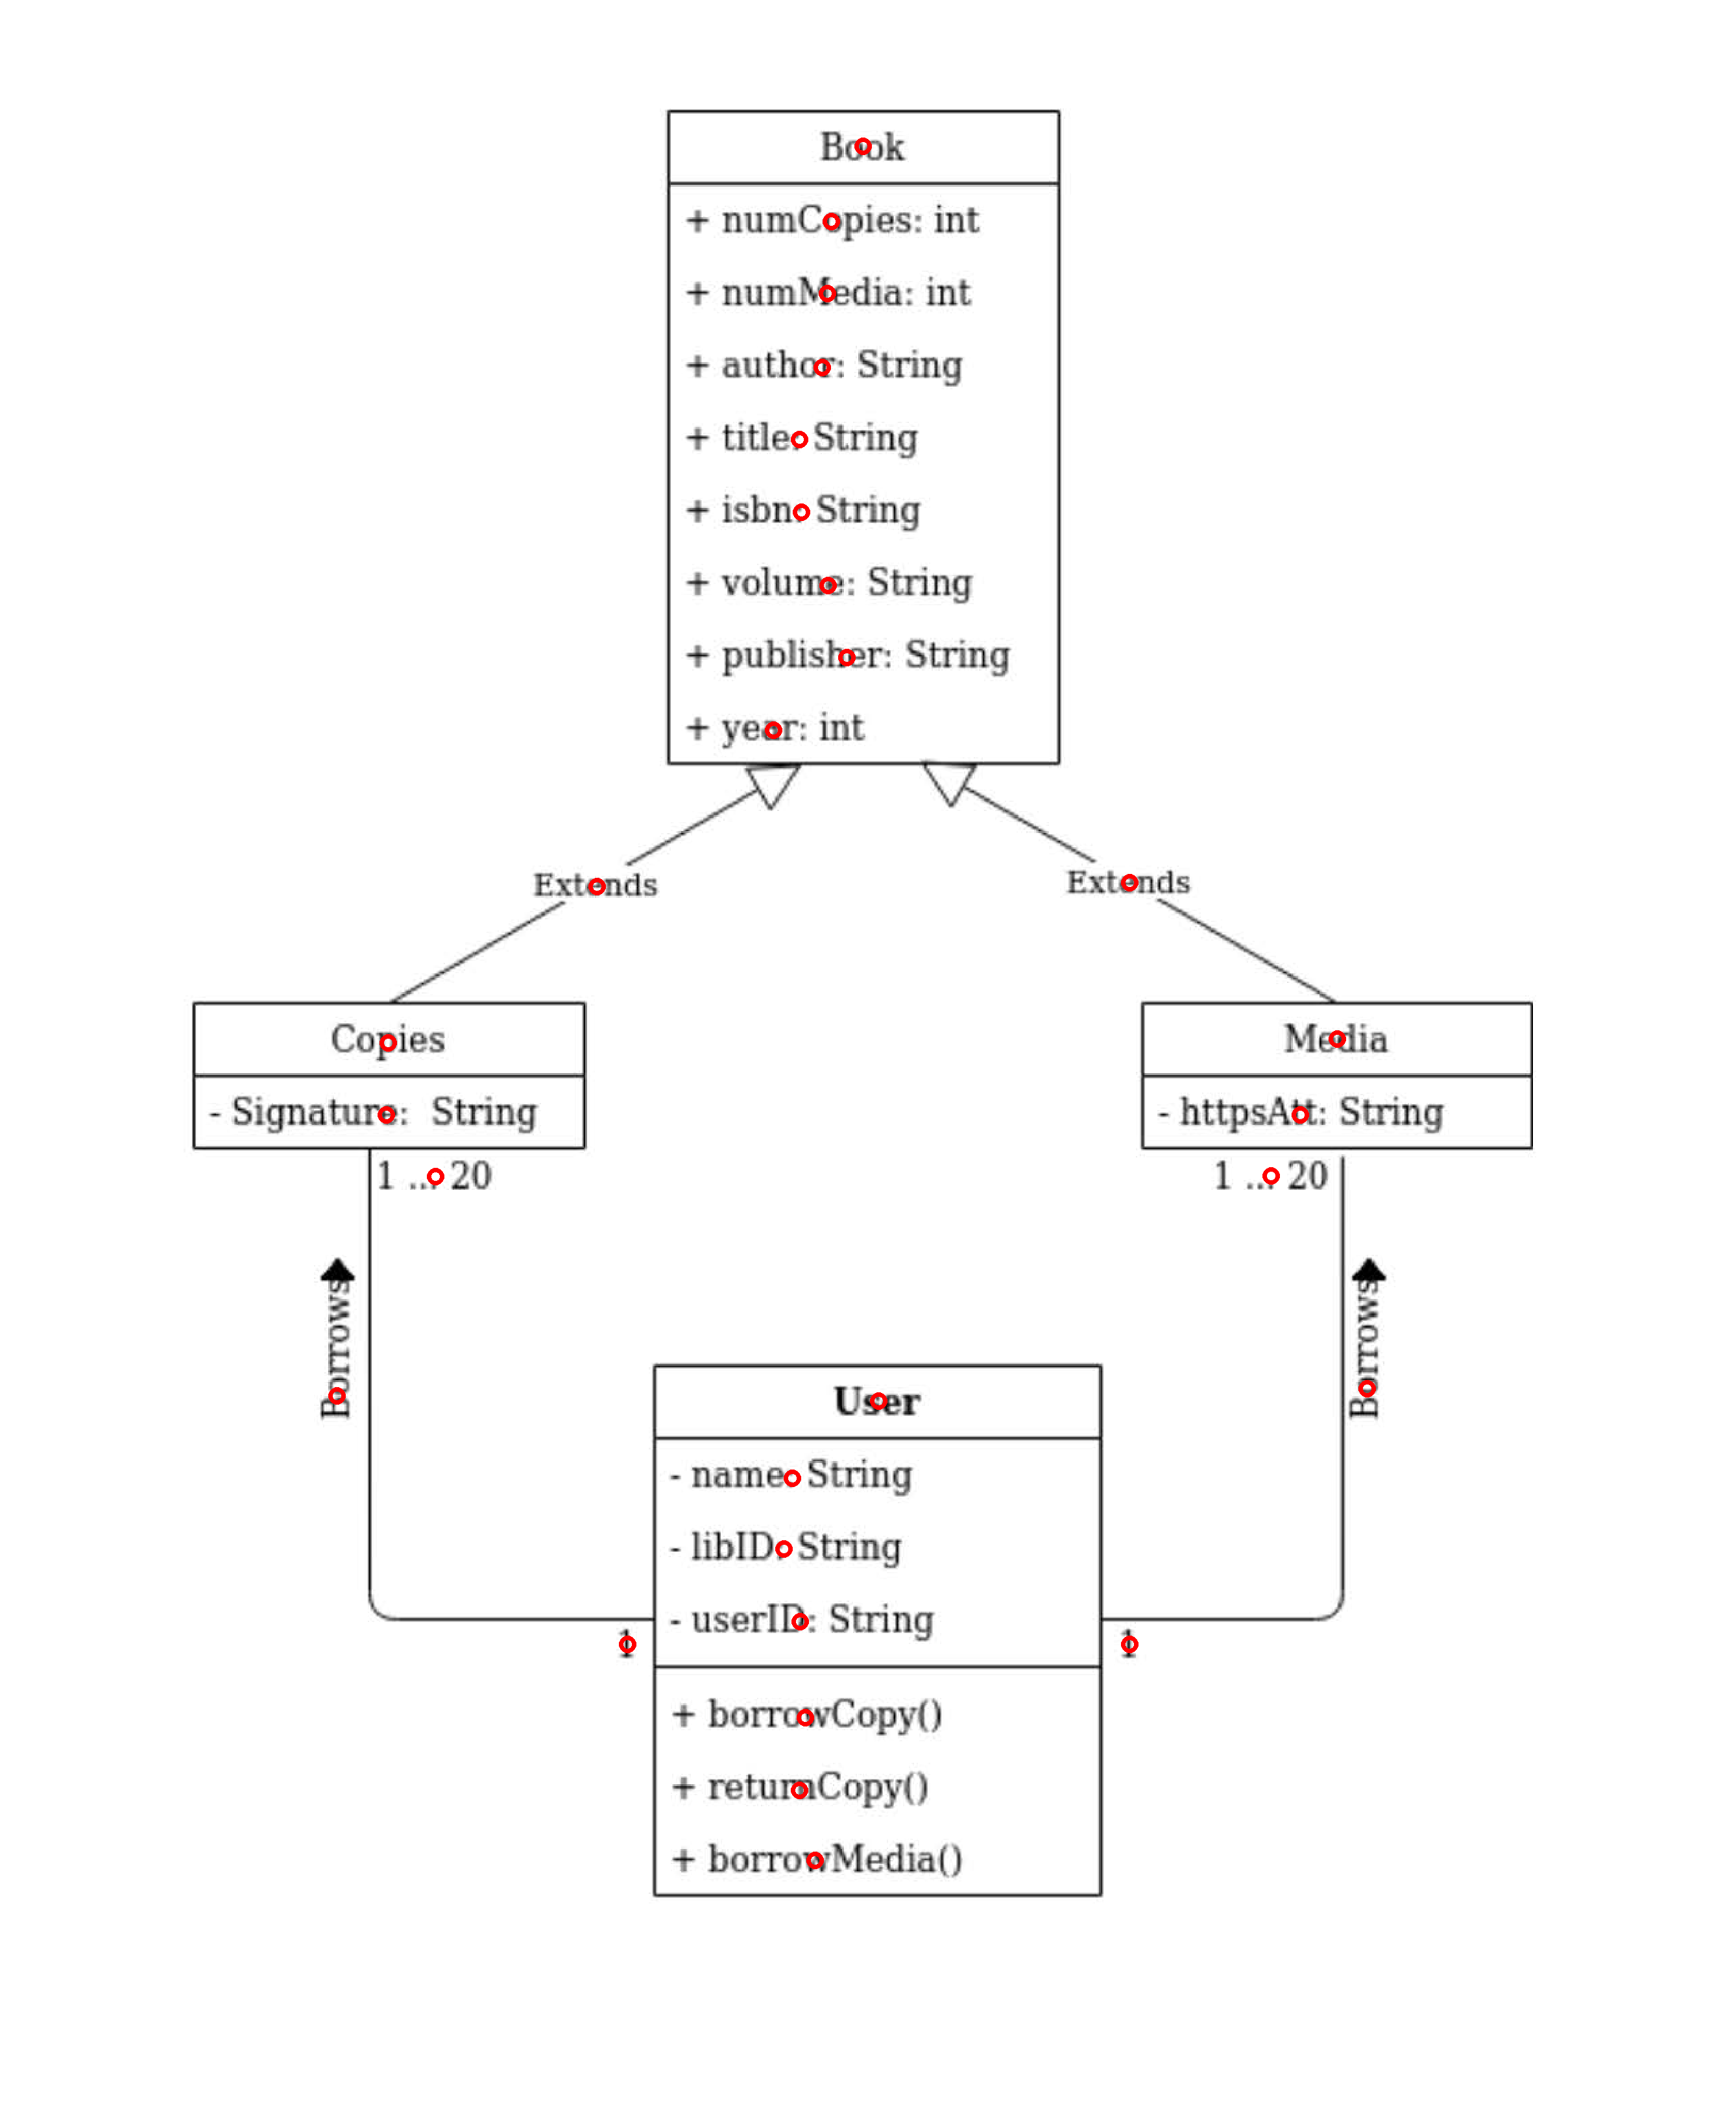 Book
+ numCopies: int
+ numMedia: int
+ author: String
+ title: String
+ isbn: String
+ volume: String
+ publisher: String
+ year: int
Extends
Extends
Copies
- Signature:  String
Media
- httpsAtt: String
1 ... 20
1 ... 20
Borrows
Borrows
User
- name: String
- libID: String
- userID: String
1
1
+ borrowCopy()
+ returnCopy()
+ borrowMedia()